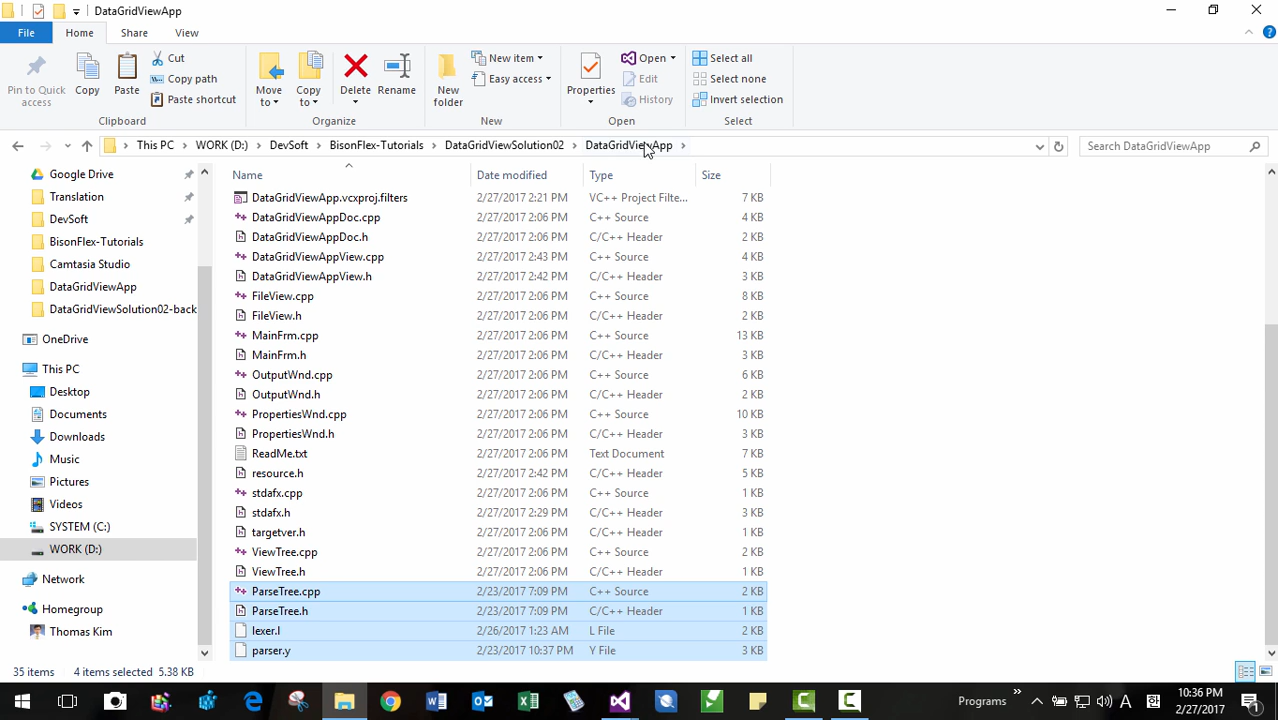 DataGridViewApp
File Home Share View
Pin to Quick access
Copy
Paste
Cut
Copy path
Paste shortcut
Move to
Copy to
Delete
Rename
New folder
New item
Easy access
Properties
Open
Edit
History
Select all
Select none
Invert selection
Clipboard Organize New Open Select
This PC WORK (D:) DevSoft BisonFlex-Tutorials DataGridViewSolution02 DataGridViewApp
Search DataGridViewApp
Google Drive
Translation
DevSoft
BisonFlex-Tutorials
Camtasia Studio
DataGridViewApp
DataGridViewSolution02-back
OneDrive
This PC
Desktop
Documents
Downloads
Music
Pictures
Videos
SYSTEM (C:)
WORK (D:)
Network
Homegroup
Thomas Kim
Name Date modified Type Size
DataGridViewApp.vcxproj.filters 2/27/2017 2:21 PM VC++ Project Filte... 7 KB
DataGridViewAppDoc.cpp 2/27/2017 2:06 PM C++ Source 4 KB
DataGridViewAppDoc.h 2/27/2017 2:06 PM C/C++ Header 2 KB
DataGridViewAppView.cpp 2/27/2017 2:43 PM C++ Source 4 KB
DataGridViewAppView.h 2/27/2017 2:42 PM C/C++ Header 3 KB
FileView.cpp 2/27/2017 2:06 PM C++ Source 8 KB
FileView.h 2/27/2017 2:06 PM C/C++ Header 2 KB
MainFrm.cpp 2/27/2017 2:06 PM C++ Source 13 KB
MainFrm.h 2/27/2017 2:06 PM C/C++ Header 3 KB
OutputWnd.cpp 2/27/2017 2:06 PM C++ Source 6 KB
OutputWnd.h 2/27/2017 2:06 PM C/C++ Header 2 KB
PropertiesWnd.cpp 2/27/2017 2:06 PM C++ Source 10 KB
PropertiesWnd.h 2/27/2017 2:06 PM C/C++ Header 3 KB
ReadMe.txt 2/27/2017 2:06 PM Text Document 7 KB
resource.h 2/27/2017 2:42 PM C/C++ Header 5 KB
stdafx.cpp 2/27/2017 2:06 PM C++ Source 1 KB
stdafx.h 2/27/2017 2:29 PM C/C++ Header 3 KB
targetver.h 2/27/2017 2:06 PM C/C++ Header 1 KB
ViewTree.cpp 2/27/2017 2:06 PM C++ Source 2 KB
ViewTree.h 2/27/2017 2:06 PM C/C++ Header 1 KB
ParseTree.cpp 2/23/2017 7:09 PM C++ Source 2 KB
ParseTree.h 2/23/2017 7:09 PM C/C++ Header 1 KB
lexer.l 2/26/2017 1:23 AM L File 2 KB
parser.y 2/23/2017 10:37 PM Y File 3 KB
35 items 4 items selected 5.38 KB
Programs
A
10:36 PM
2/27/2017